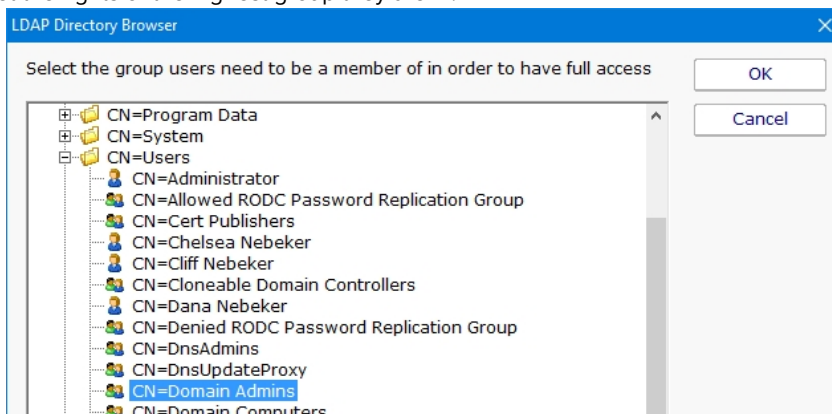 LDAP Directory Browser
Select the group users need to be a member of in order to have full access
OK
Cancel
CN=Program Data
CN=System
CN=Users
CN=Administrator
CN=Allowed RODC Password Replication Group
CN=Cert Publishers
CN=Chelsea Nebeker
CN=Cliff Nebeker
CN=Cloneable Domain Controllers
CN=Dana Nebeker
CN=Denied RODC Password Replication Group
CN=DnsAdmins
CN=DnsUpdateProxy
CN=Domain Admins
CN=Domain Computers